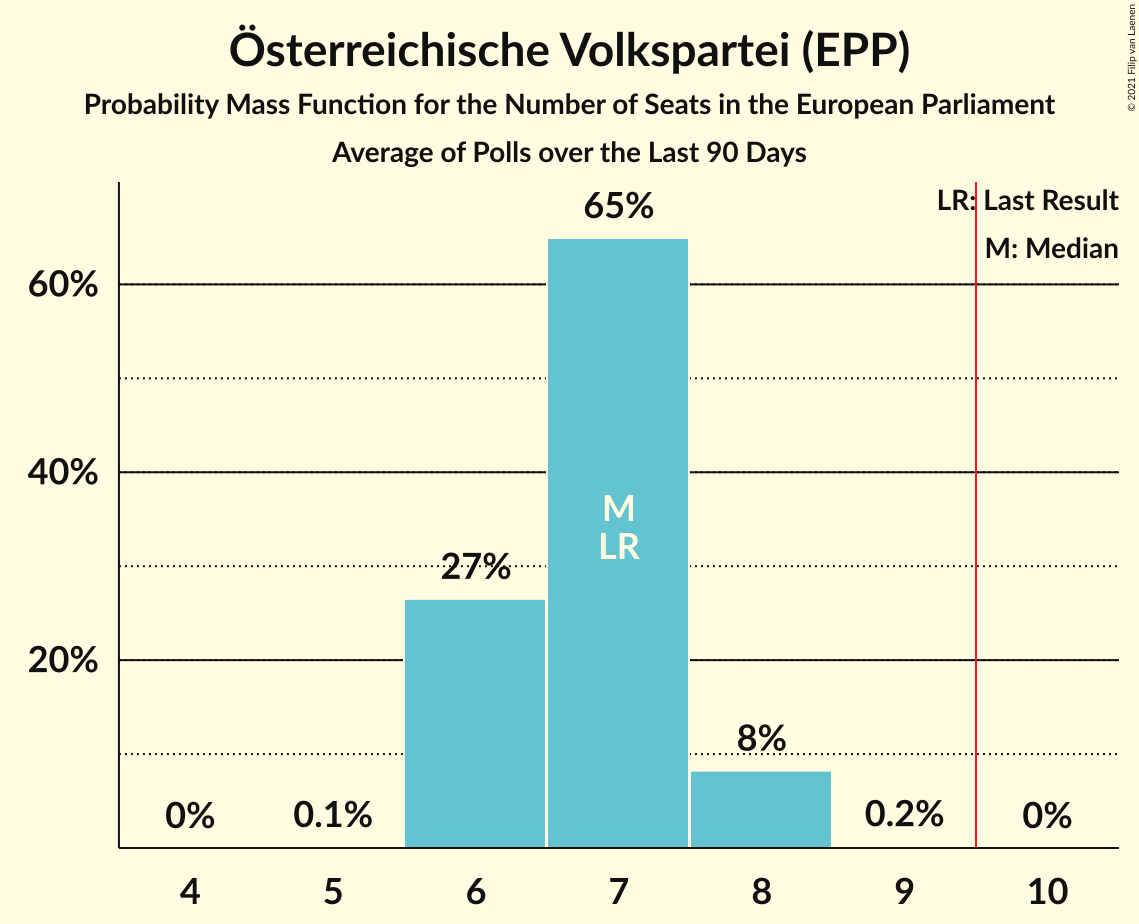 Österreichische Volkspartei (EPP)
Probability Mass Function for the Number of Seats in the European Parliament
Average of Polls over the Last 90 Days
© 2021 Filip van Laenen
LR: Last Result
M: Median
60%
40%
20%
0%
0.1%
27%
65%
M
LR
8%
0.2%
0%
4 5 6 7 8 9 10